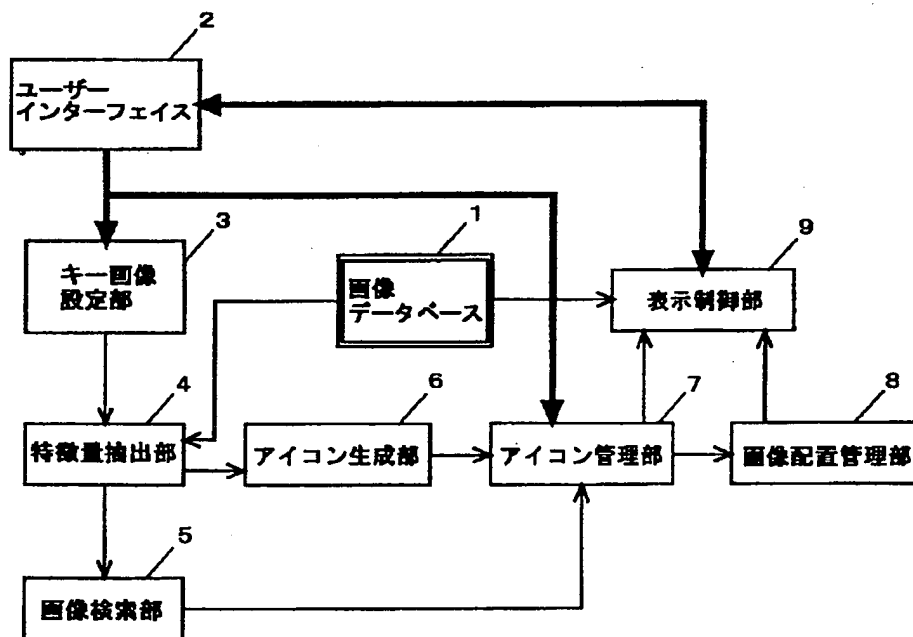 2
ユーザー
インターフェイス
3
キー画像
設定部
1
画像
データベース
9
表示制御部
4
特徴量抽出部
6
アイコン生成部
7
アイコン管理部
8
画像配置管理部
5
画像検索部